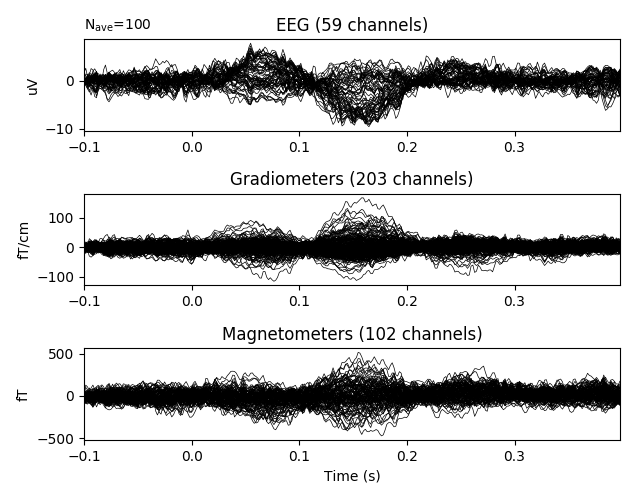 N_ave=100
EEG (59 channels)
uV
0
−10
−0.1 0.0 0.1 0.2 0.3
Gradiometers (203 channels)
fT/cm
100
0
−100
−0.1 0.0 0.1 0.2 0.3
Magnetometers (102 channels)
fT
500
0
−500
−0.1 0.0 0.1 0.2 0.3
Time (s)